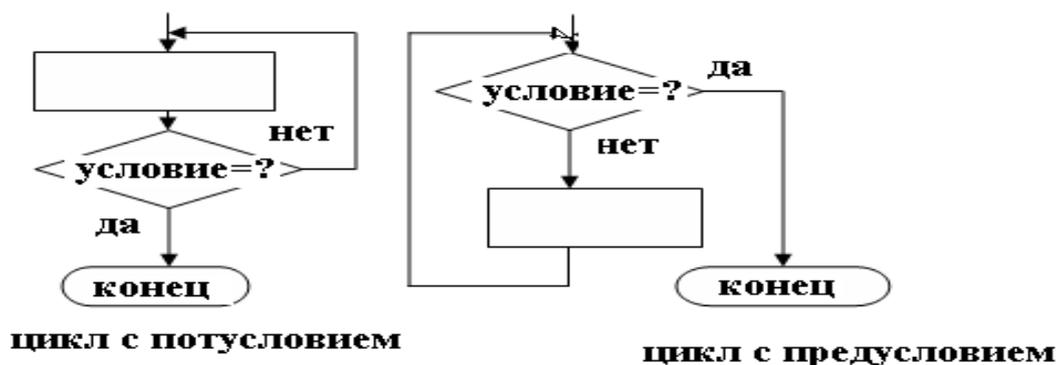 нет
условие=?
да
конец
цикл с потусловием
да
условие=?
нет
конец
цикл с предусловием